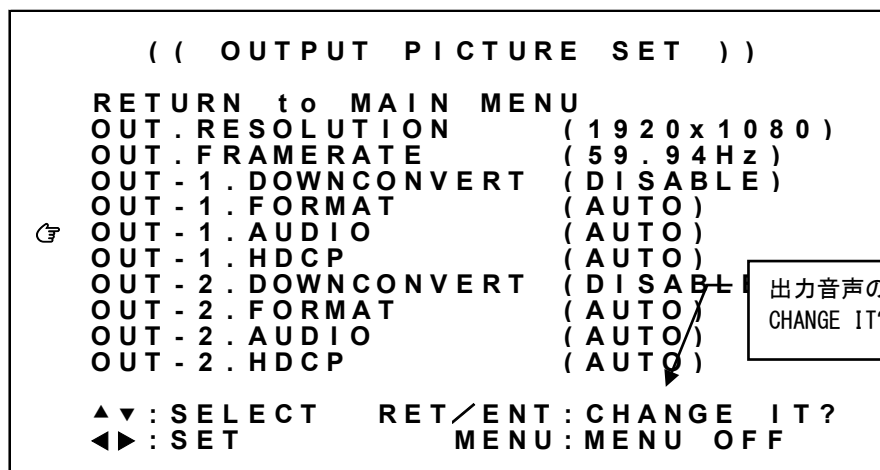 (( OUTPUT PICTURE SET ))
RETURN to MAIN MENU
OUT.RESOLUTION (1920x1080)
OUT.FRAMERATE (59.94Hz)
OUT-1.DOWNCONVERT (DISABLE)
OUT-1.FORMAT (AUTO)
☞ OUT-1.AUDIO (AUTO)
OUT-1.HDCP (AUTO)
OUT-2.DOWNCONVERT (DISABLE
OUT-2.FORMAT (AUTO)
OUT-2.AUDIO (AUTO)
OUT-2.HDCP (AUTO)
出力音声の
CHANGE IT
▲▼:SELECT RET/ENT:CHANGE IT?
◀▶:SET MENU:MENU OFF